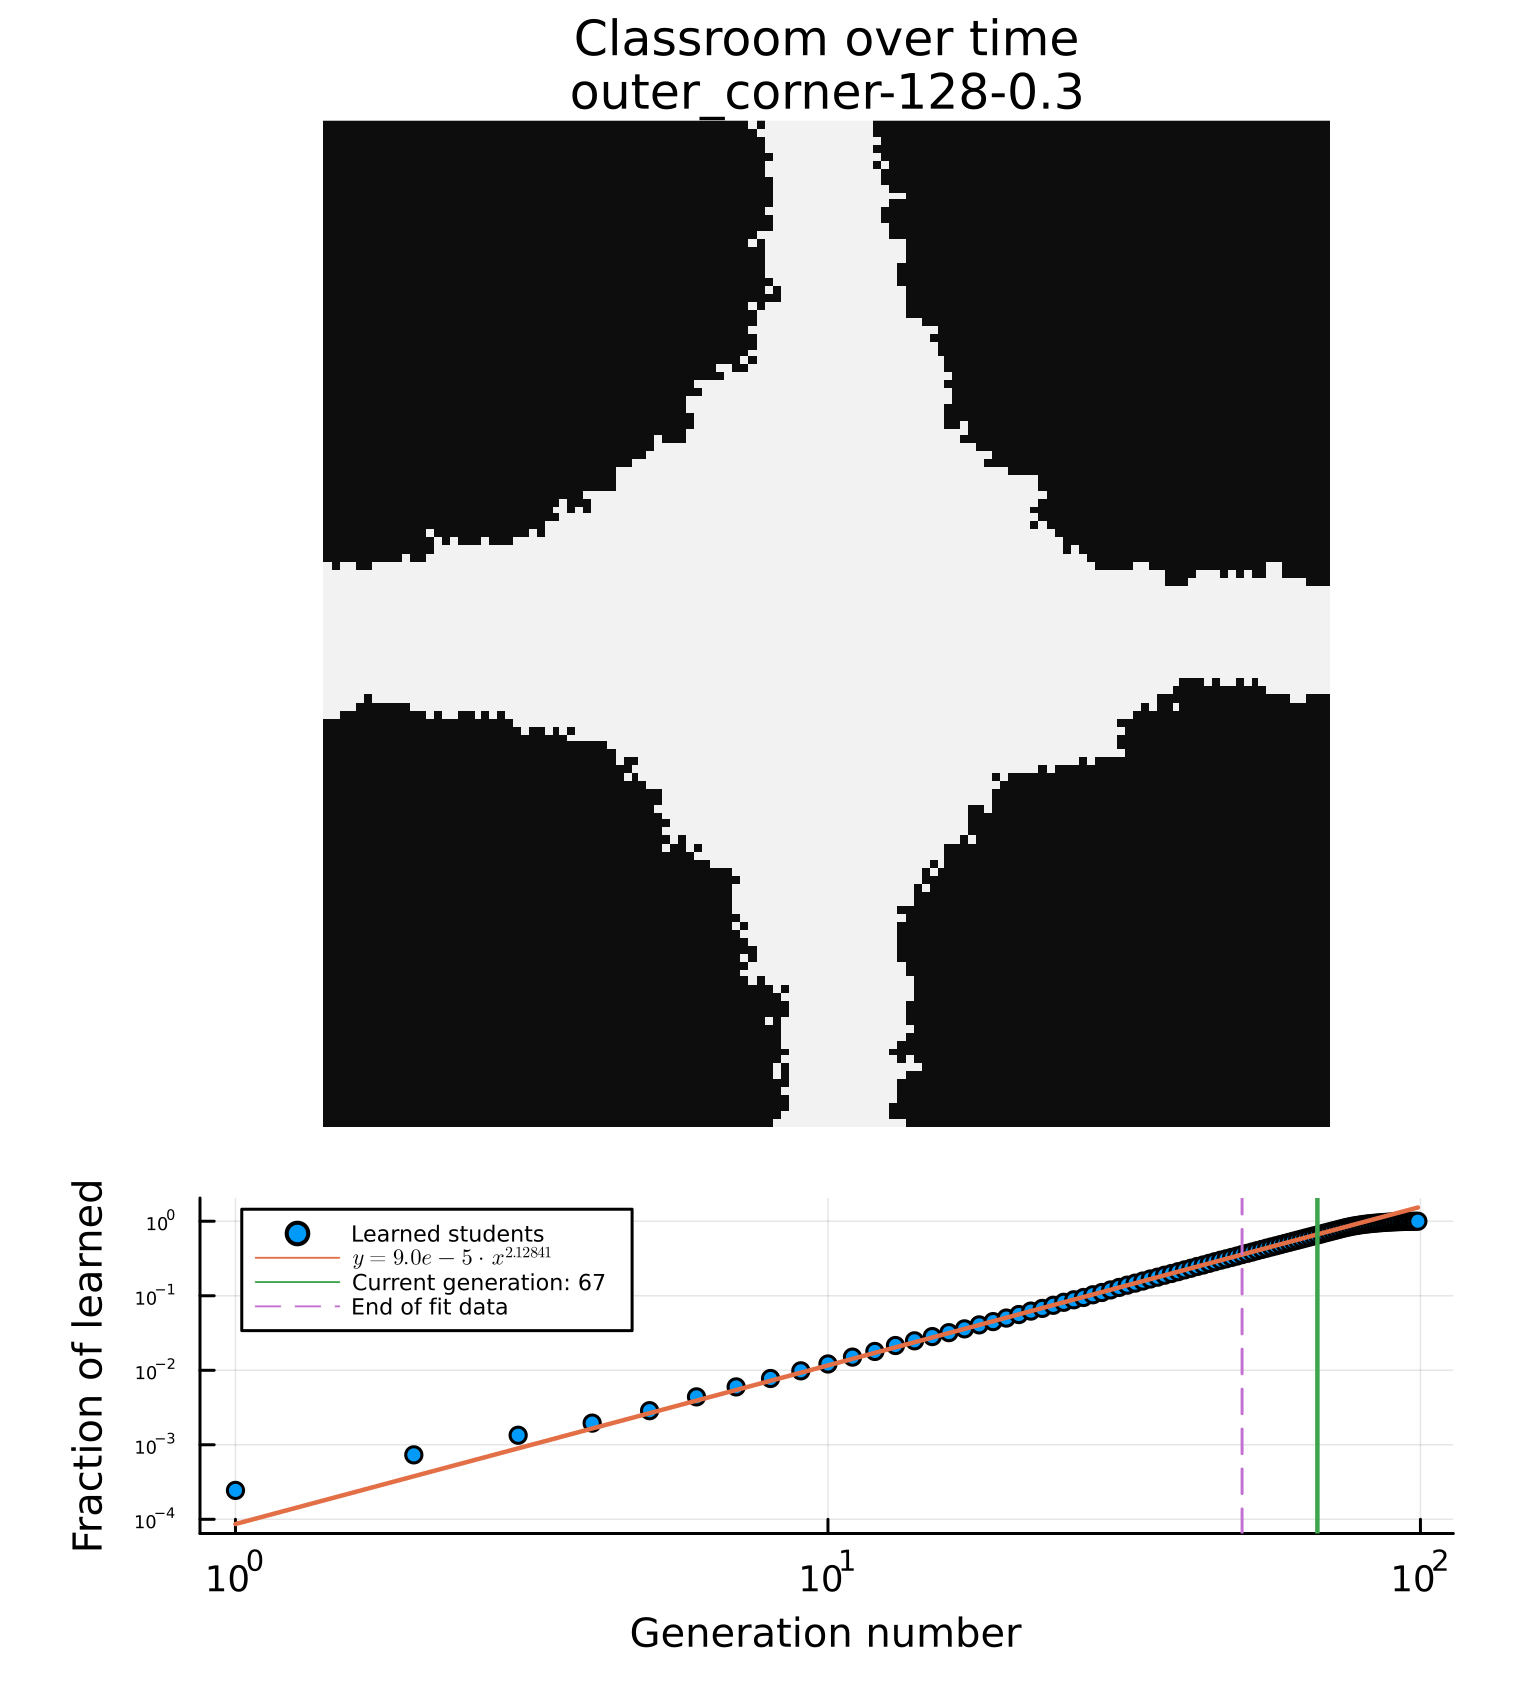 Classroom over time
outer_corner-128-0.3
Fraction of learned
10^0
10^-1
10^-2
10^-3
10^-4
Learned students
y = 9.0e − 5 · x^2.12841
Current generation: 67
End of fit data
10^0
10^1
10^2
Generation number